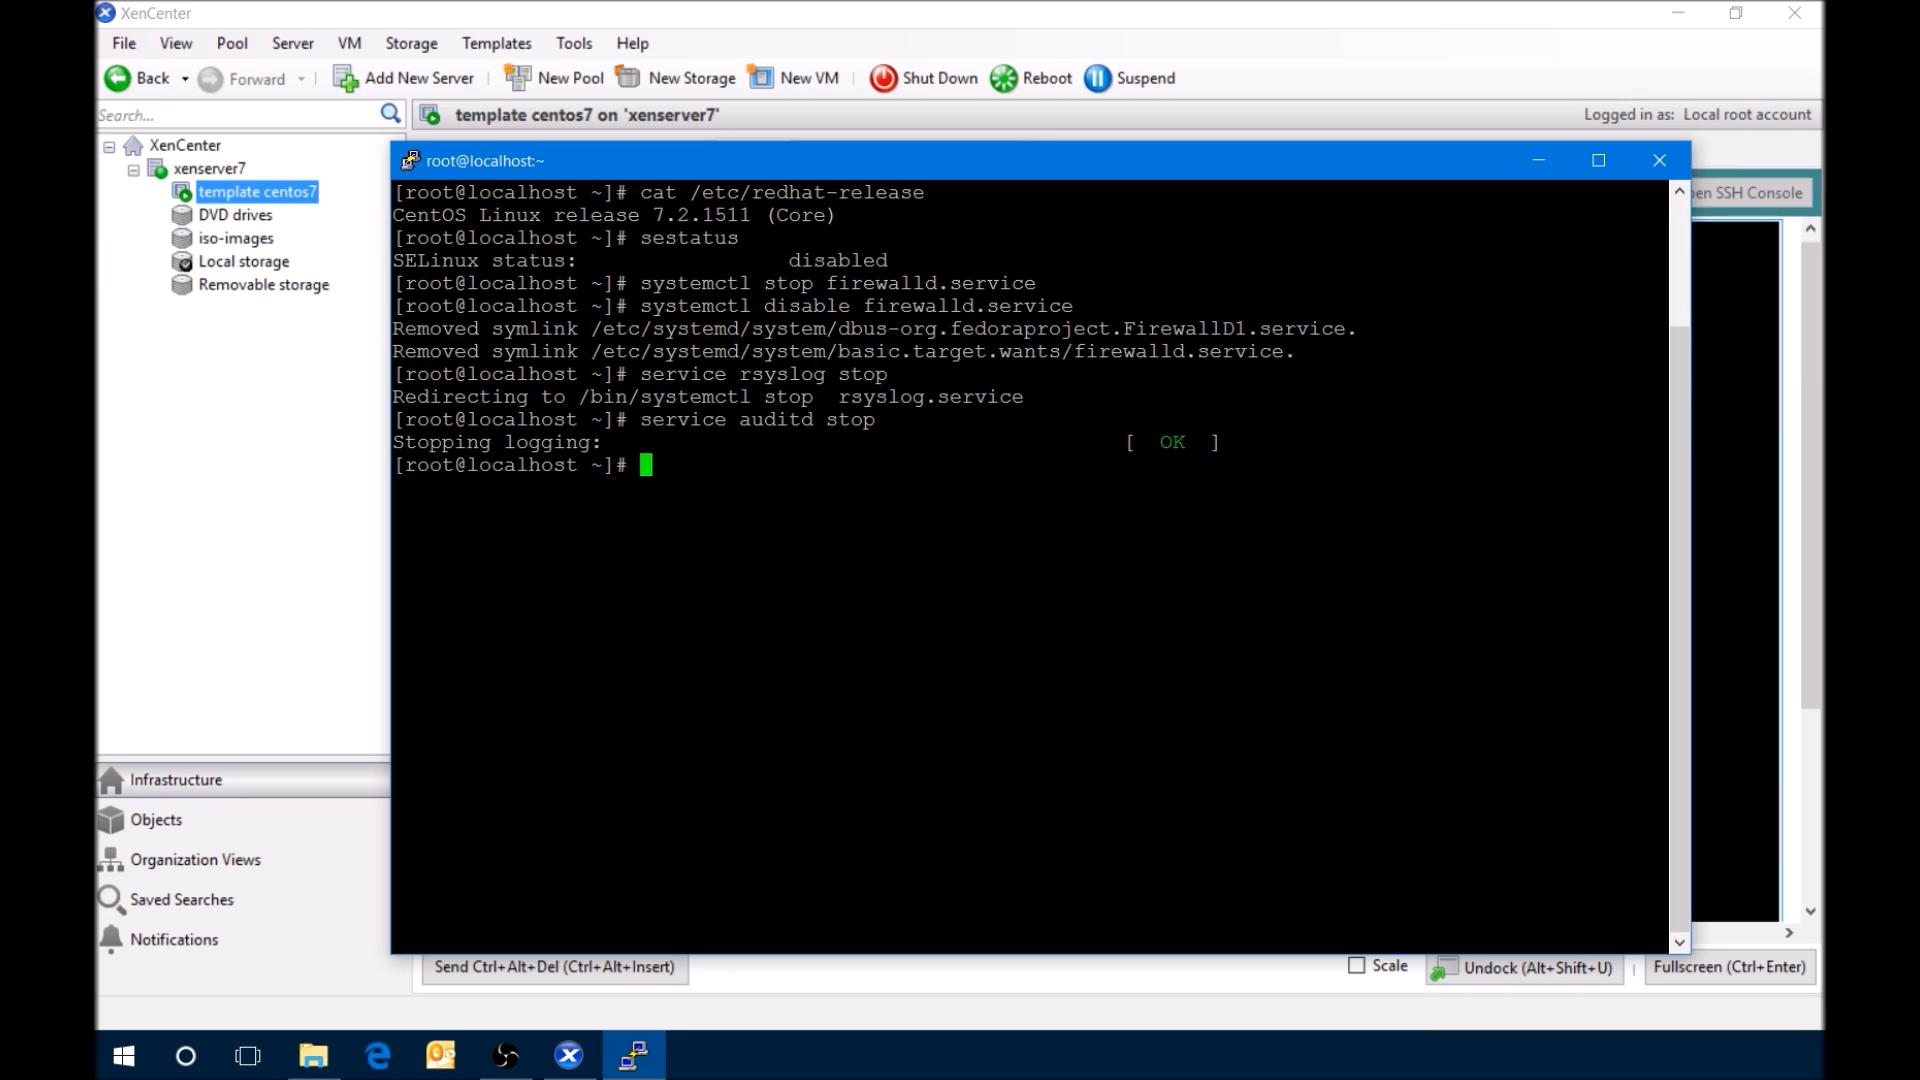 XenCenter
File View Pool Server VM Storage Templates Tools Help
Back Forward Add New Server New Pool New Storage New VM Shut Down Reboot Suspend
Search...
template centos7 on 'xenserver7'
Logged in as: Local root account
XenCenter
xenserver7
template centos7
DVD drives
iso-images
Local storage
Removable storage
root@localhost:~
en SSH Console
[root@localhost ~]# cat /etc/redhat-release
CentOS Linux release 7.2.1511 (Core)
[root@localhost ~]# sestatus
SELinux status:                 disabled
[root@localhost ~]# systemctl stop firewalld.service
[root@localhost ~]# systemctl disable firewalld.service
Removed symlink /etc/systemd/system/dbus-org.fedoraproject.FirewallD1.service.
Removed symlink /etc/systemd/system/basic.target.wants/firewalld.service.
[root@localhost ~]# service rsyslog stop
Redirecting to /bin/systemctl stop  rsyslog.service
[root@localhost ~]# service auditd stop
Stopping logging:                                          [  OK  ]
[root@localhost ~]#
Infrastructure
Objects
Organization Views
Saved Searches
Notifications
Send Ctrl+Alt+Del (Ctrl+Alt+Insert)
Scale
Undock (Alt+Shift+U)
Fullscreen (Ctrl+Enter)